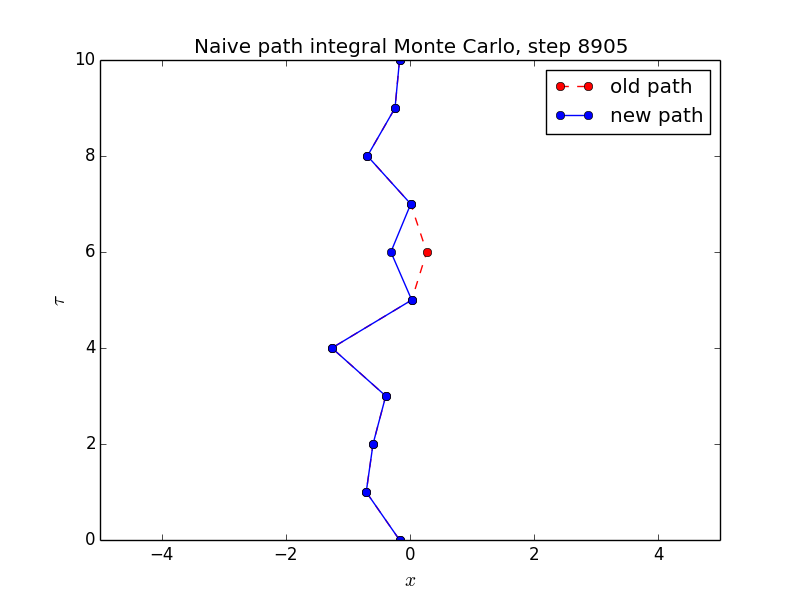 Naive path integral Monte Carlo, step 8905
old path
new path
10
8
6
4
2
0
τ
−4 −2 0 2 4
x